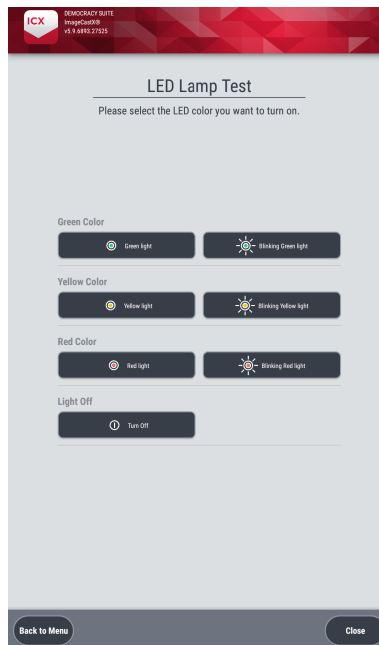 ICX
DEMOCRACY SUITE
ImageCastX®
v5.9.6893.27525
LED Lamp Test
Please select the LED color you want to turn on.
Green Color
Green light
Blinking Green light
Yellow Color
Yellow light
Blinking Yellow light
Red Color
Red light
Blinking Red light
Light Off
Turn Off
Back to Menu
Close